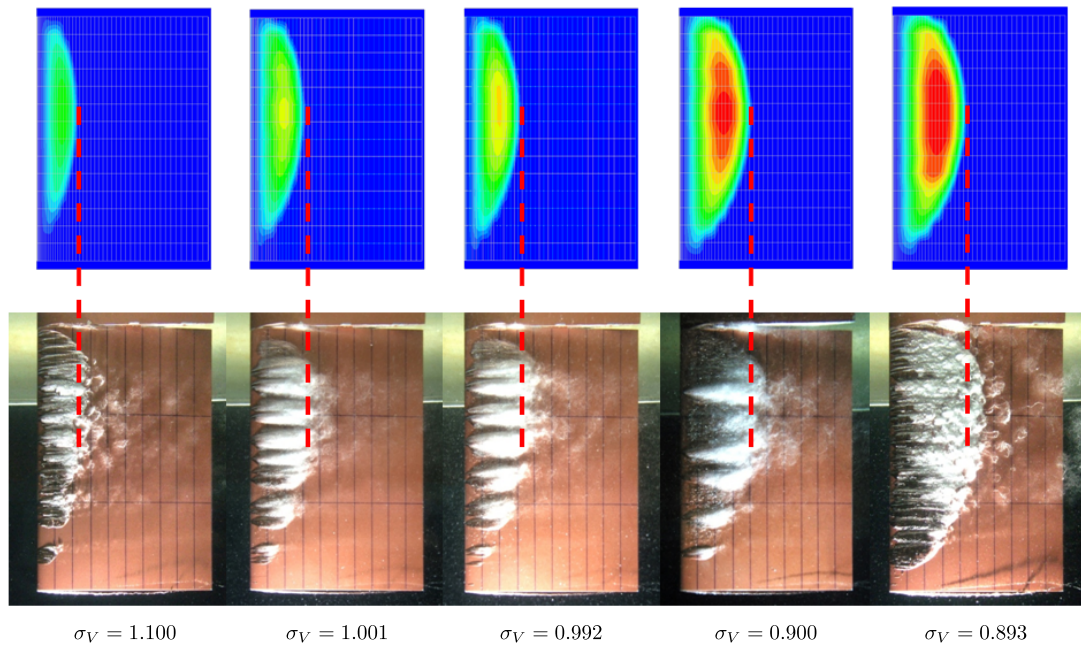 σ_V = 1.100
σ_V = 1.001
σ_V = 0.992
σ_V = 0.900
σ_V = 0.893